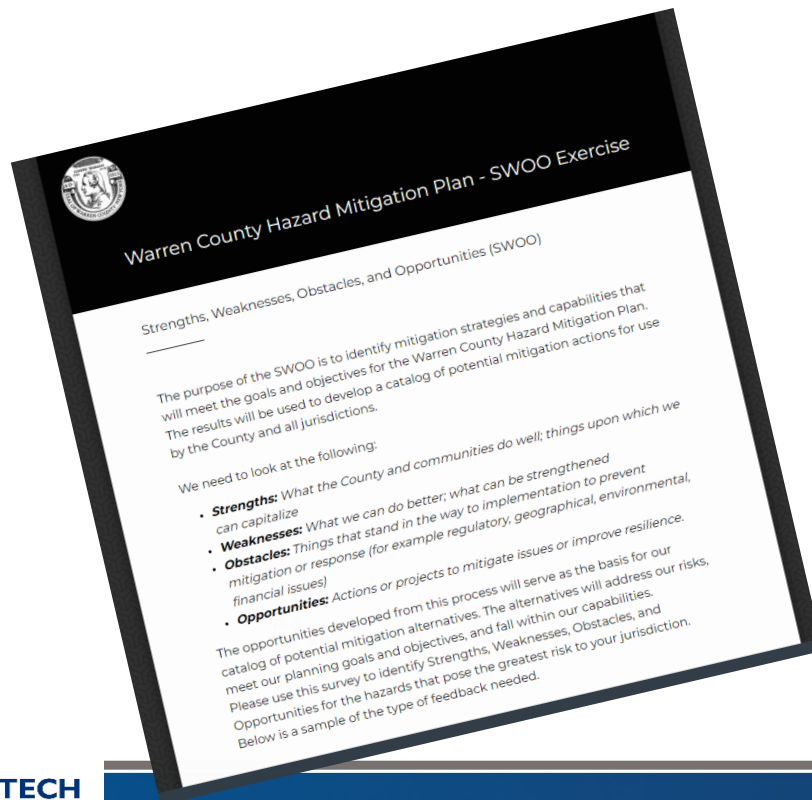 Warren County Hazard Mitigation Plan - SWOO Exercise
Strengths, Weaknesses, Obstacles, and Opportunities (SWOO)
The purpose of the SWOO is to identify mitigation strategies and capabilities that
will meet the goals and objectives for the Warren County Hazard Mitigation Plan.
The results will be used to develop a catalog of potential mitigation actions for use
by the County and all jurisdictions.
We need to look at the following:
• Strengths: What the County and communities do well; things upon which we
can capitalize
• Weaknesses: What we can do better; what can be strengthened
• Obstacles: Things that stand in the way to implementation to prevent
mitigation or response (for example regulatory, geographical, environmental,
financial issues)
• Opportunities: Actions or projects to mitigate issues or improve resilience.
The opportunities developed from this process will serve as the basis for our
catalog of potential mitigation alternatives. The alternatives will address our risks,
meet our planning goals and objectives, and fall within our capabilities.
Please use this survey to identify Strengths, Weaknesses, Obstacles, and
Opportunities for the hazards that pose the greatest risk to your jurisdiction.
Below is a sample of the type of feedback needed.
TECH